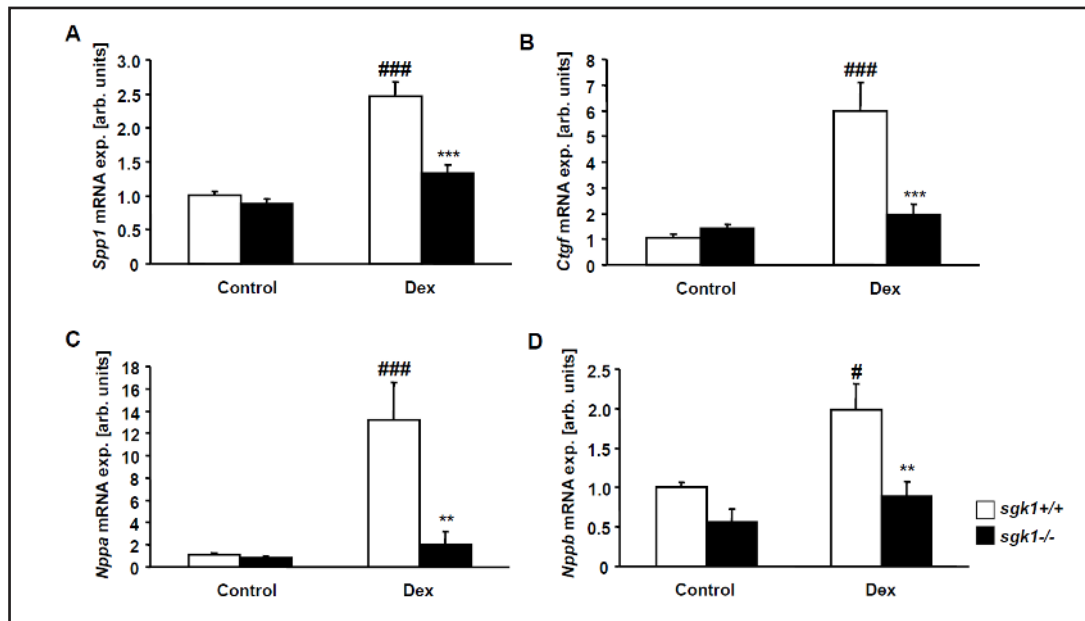 A
Spp1 mRNA exp. [arb. units]
3.0
2.5
2.0
1.5
1.0
0.5
0
###
***
Control
Dex
B
Ctgf mRNA exp. [arb. units]
8
7
6
5
4
3
2
1
0
###
***
Control
Dex
C
Nppa mRNA exp. [arb. units]
18
16
14
12
10
8
6
4
2
0
###
**
Control
Dex
D
Nppb mRNA exp. [arb. units]
2.5
2.0
1.5
1.0
0.5
0
#
**
Control
Dex
sgk1+/+
sgk1-/-